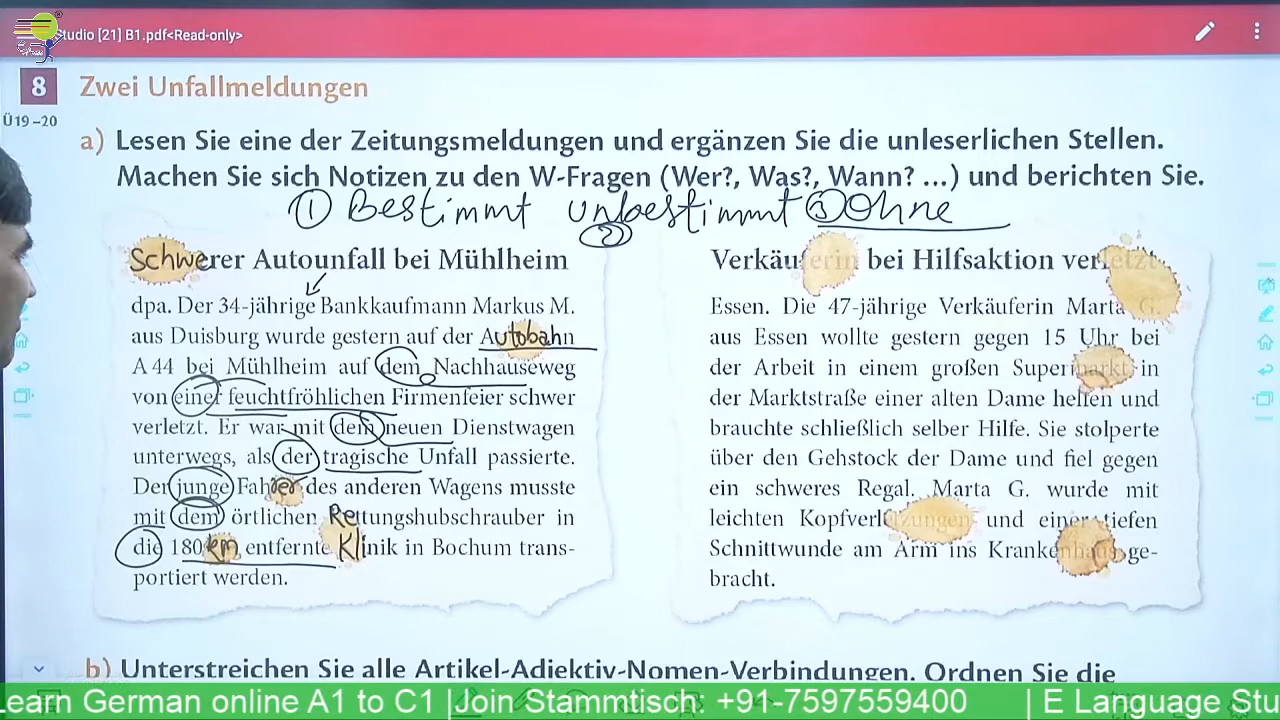 studio [21] B1.pdf<Read-only>
8 Zwei Unfallmeldungen
Ü19–20
a) Lesen Sie eine der Zeitungsmeldungen und ergänzen Sie die unleserlichen Stellen.
Machen Sie sich Notizen zu den W-Fragen (Wer?, Was?, Wann? ...) und berichten Sie.
① Bestimmt unbestimmt ③ Ohne
②
Schwerer Autounfall bei Mühlheim
dpa. Der 34-jährige Bankkaufmann Markus M.
aus Duisburg wurde gestern auf der Autobahn
A 44 bei Mühlheim auf dem Nachhauseweg
von einer feuchtfröhlichen Firmenfeier schwer
verletzt. Er war mit dem neuen Dienstwagen
unterwegs, als der tragische Unfall passierte.
Der junge Fahrer des anderen Wagens musste
mit dem örtlichen Rettungshubschrauber in
die 180 km entfernte Klinik in Bochum trans-
portiert werden.
Verkäuferin bei Hilfsaktion verletzt
Essen. Die 47-jährige Verkäuferin Marta G.
aus Essen wollte gestern gegen 15 Uhr bei
der Arbeit in einem großen Supermarkt in
der Marktstraße einer alten Dame helfen und
brauchte schließlich selber Hilfe. Sie stolperte
über den Gehstock der Dame und fiel gegen
ein schweres Regal. Marta G. wurde mit
leichten Kopfverletzungen und einer tiefen
Schnittwunde am Arm ins Krankenhaus ge-
bracht.
b) Unterstreichen Sie alle Artikel-Adjektiv-Nomen-Verbindungen. Ordnen Sie die
Learn German online A1 to C1 |Join Stammtisch: +91-7597559400 | E Language Stu